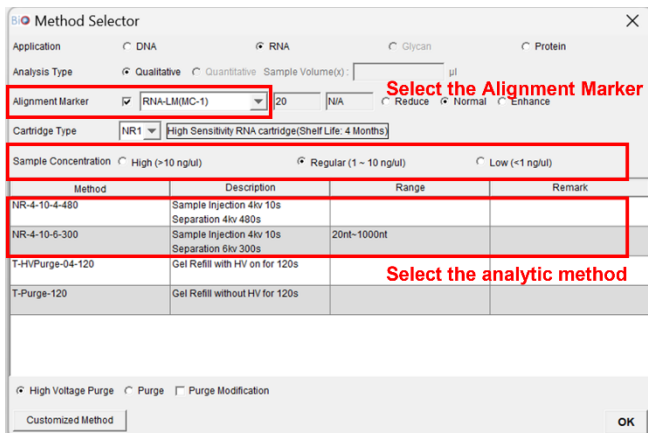 BiO Method Selector
Application DNA RNA Glycan Protein
Analysis Type Qualitative Quantitative Sample Volume(x) : µl
Select the Alignment Marker
Alignment Marker RNA-LM(MC-1) 20 N/A Reduce Normal Enhance
Cartridge Type NR1 High Sensitivity RNA cartridge(Shelf Life: 4 Months)
Sample Concentration High (>10 ng/ul) Regular (1 ~ 10 ng/ul) Low (<1 ng/ul)
Method Description Range Remark
NR-4-10-4-480 Sample Injection 4kv 10s
Separation 4kv 480s
NR-4-10-6-300 Sample Injection 4kv 10s 20nt~1000nt
Separation 6kv 300s
T-HVPurge-04-120 Gel Refill with HV on for 120s
Select the analytic method
T-Purge-120 Gel Refill without HV for 120s
High Voltage Purge Purge Purge Modification
Customized Method OK